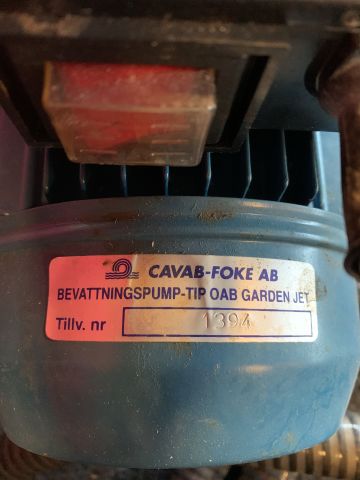 CAVAB-FOKE AB
BEVATTNINGSPUMP-TIP OAB GARDEN JET
Tillv. nr 1394